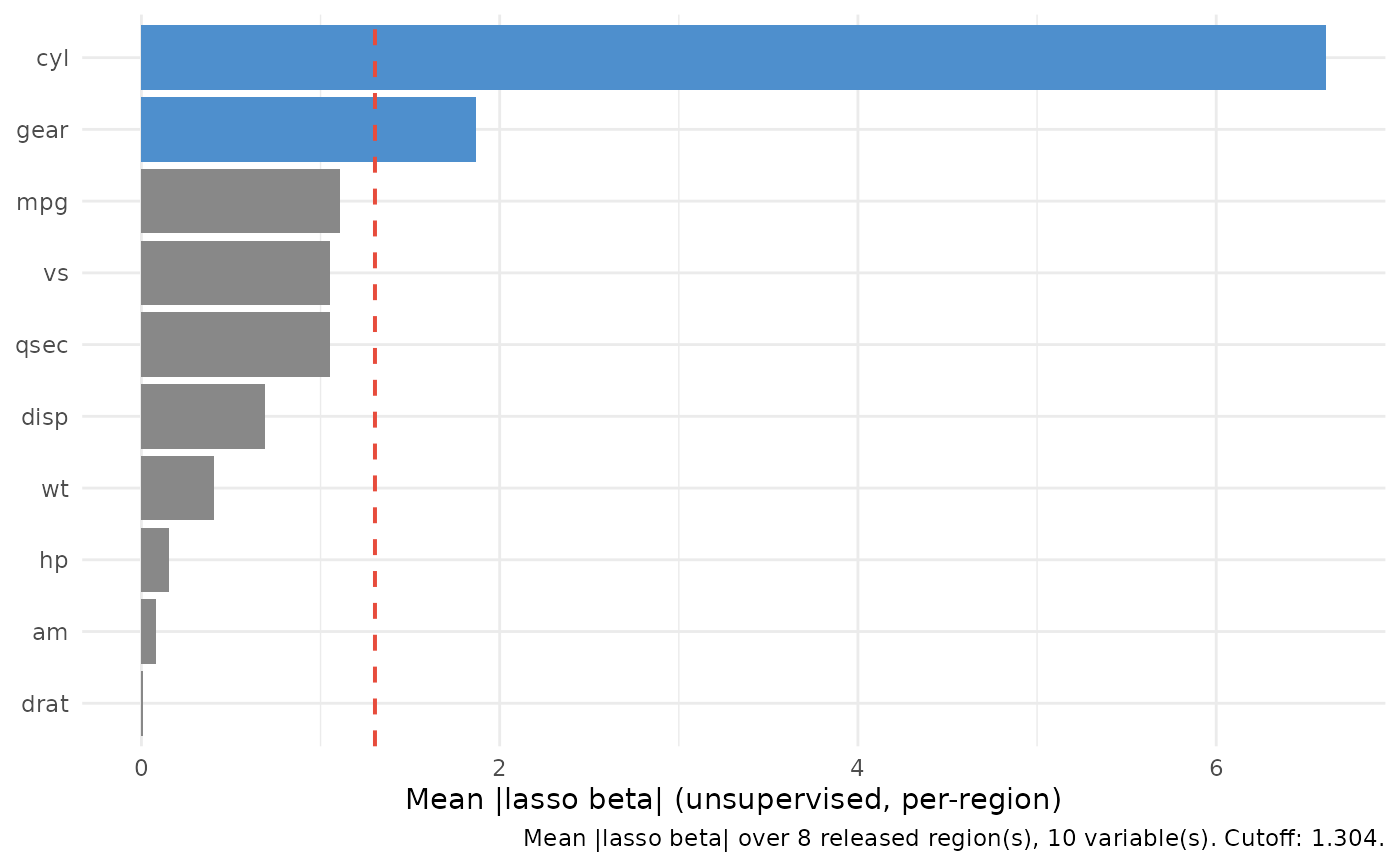 cyl
gear
mpg
vs
qsec
disp
wt
hp
am
drat
0 2 4 6
Mean |lasso beta| (unsupervised, per-region)
Mean |lasso beta| over 8 released region(s), 10 variable(s). Cutoff: 1.304.